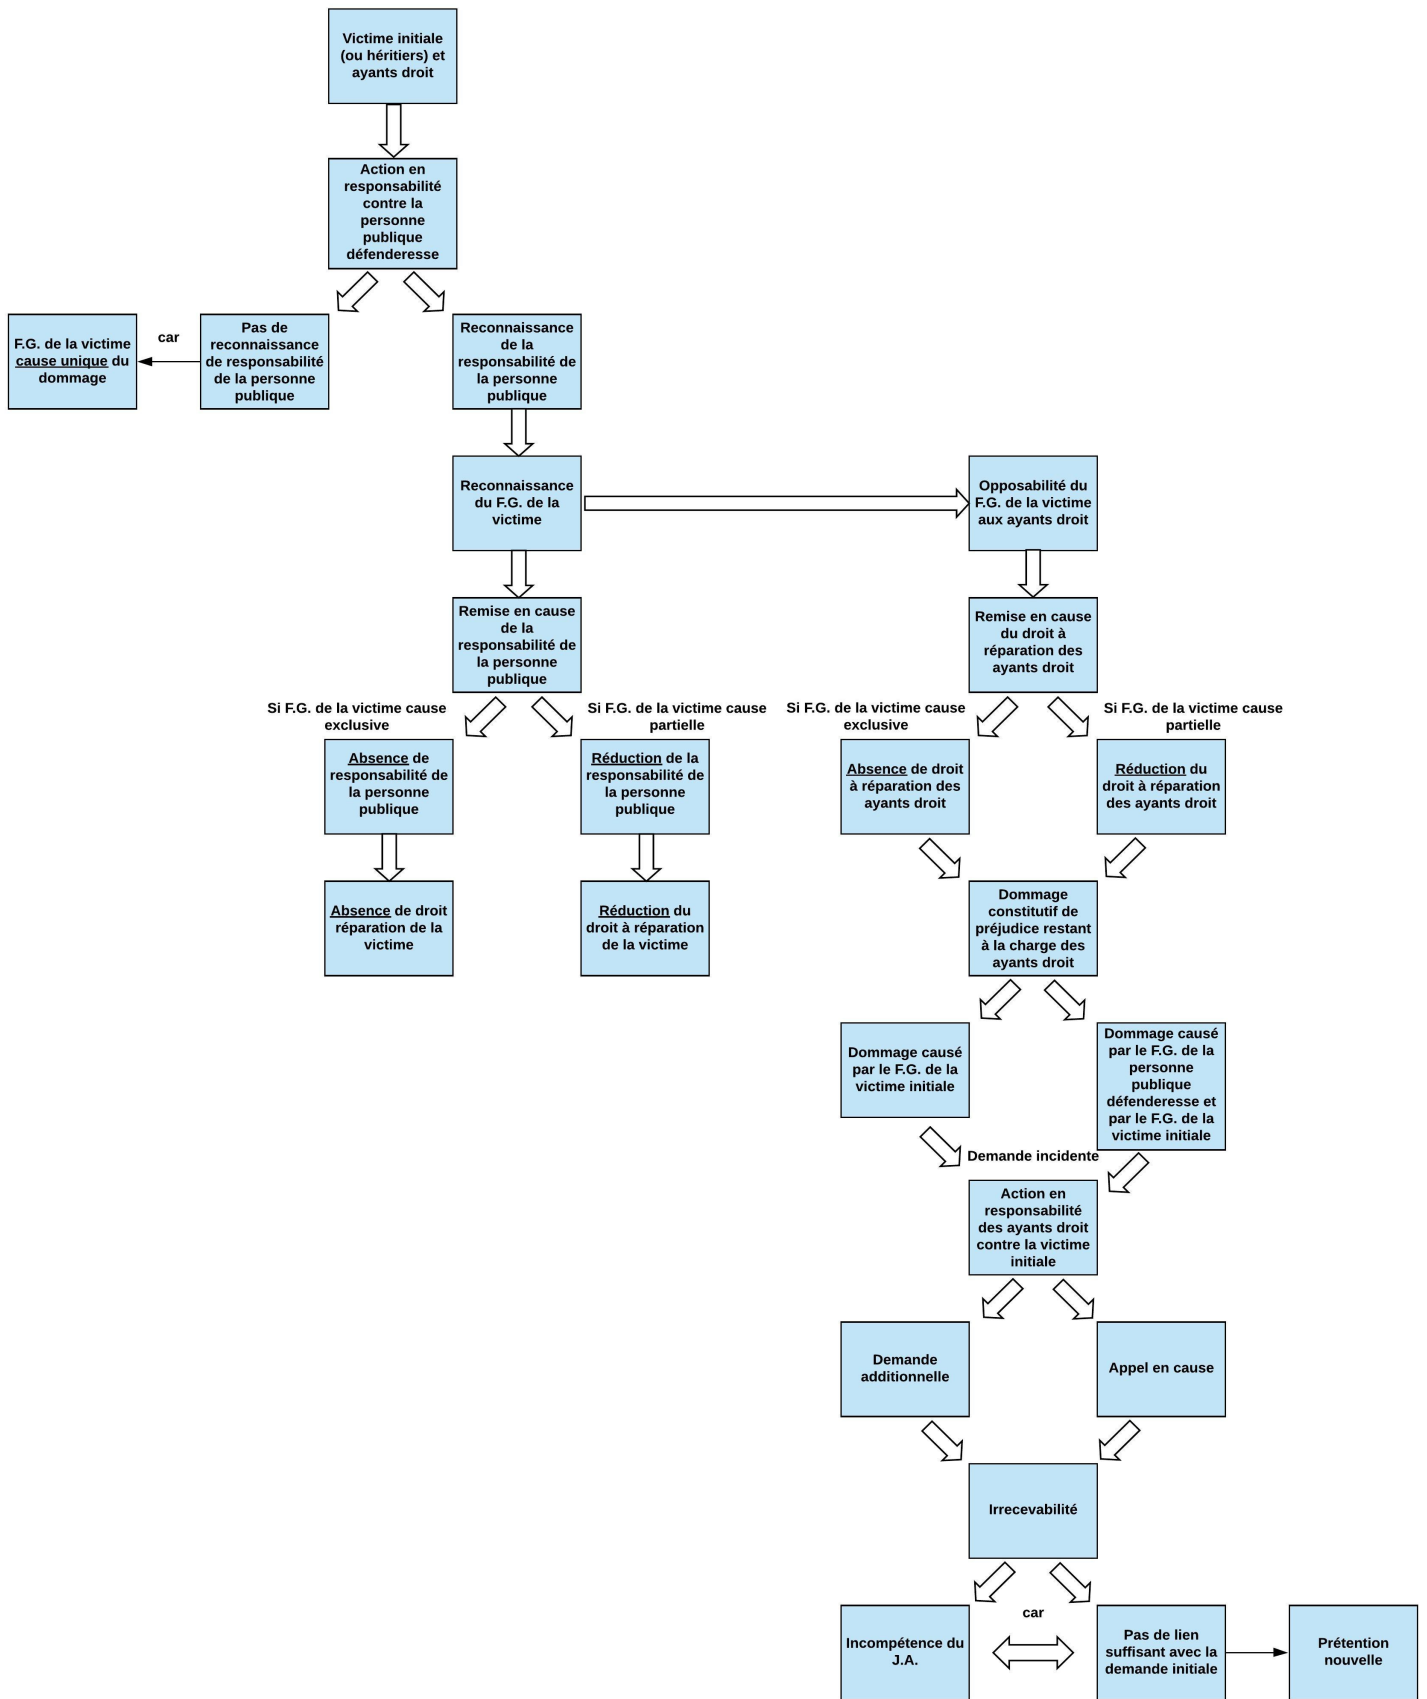 Victime initiale
(ou héritiers) et
ayants droit
Action en
responsabilité
contre la
personne
publique
défenderesse
F.G. de la victime
cause unique du
dommage
car
Pas de
reconnaissance
de responsabilité
de la personne
publique
Reconnaissance
de la
responsabilité de
la personne
publique
Reconnaissance
du F.G. de la
victime
Opposabilité du
F.G. de la victime
aux ayants droit
Remise en cause
de la
responsabilité de
la personne
publique
Remise en cause
du droit à
réparation des
ayants droit
Si F.G. de la victime cause
exclusive
Si F.G. de la victime cause
partielle
Si F.G. de la victime cause
exclusive
Si F.G. de la victime cause
partielle
Absence de
responsabilité de
la personne
publique
Réduction de la
responsabilité de
la personne
publique
Absence de droit
à réparation des
ayants droit
Réduction du
droit à réparation
des ayants droit
Absence de droit
réparation de la
victime
Réduction du
droit à réparation
de la victime
Dommage
constitutif de
préjudice restant
à la charge des
ayants droit
Dommage causé
par le F.G. de la
victime initiale
Dommage causé
par le F.G. de la
personne
publique
défenderesse et
par le F.G. de la
victime initiale
Demande incidente
Action en
responsabilité
des ayants droit
contre la victime
initiale
Demande
additionnelle
Appel en cause
Irrecevabilité
Incompétence du
J.A.
car
Pas de lien
suffisant avec la
demande initiale
Prétention
nouvelle